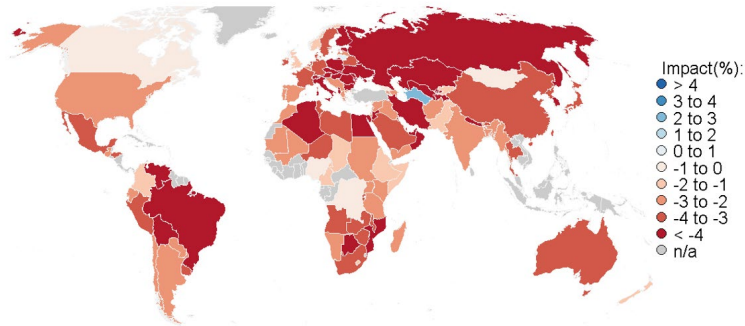 Impact(%):
> 4
3 to 4
2 to 3
1 to 2
0 to 1
-1 to 0
-2 to -1
-3 to -2
-4 to -3
< -4
n/a